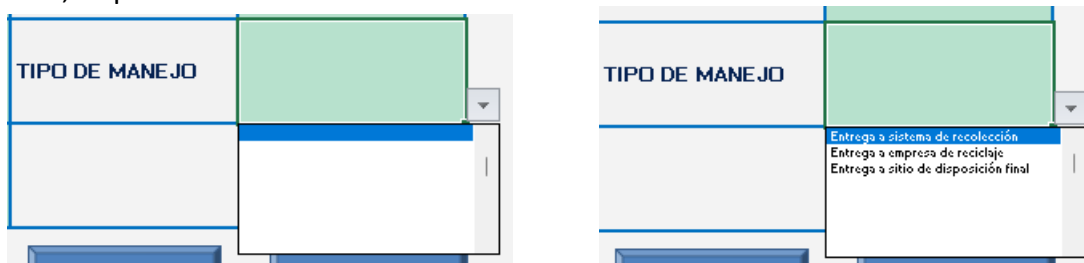 TIPO DE MANEJO
TIPO DE MANEJO
Entrega a sistema de recolección
Entrega a empresa de reciclaje
Entrega a sitio de disposición final